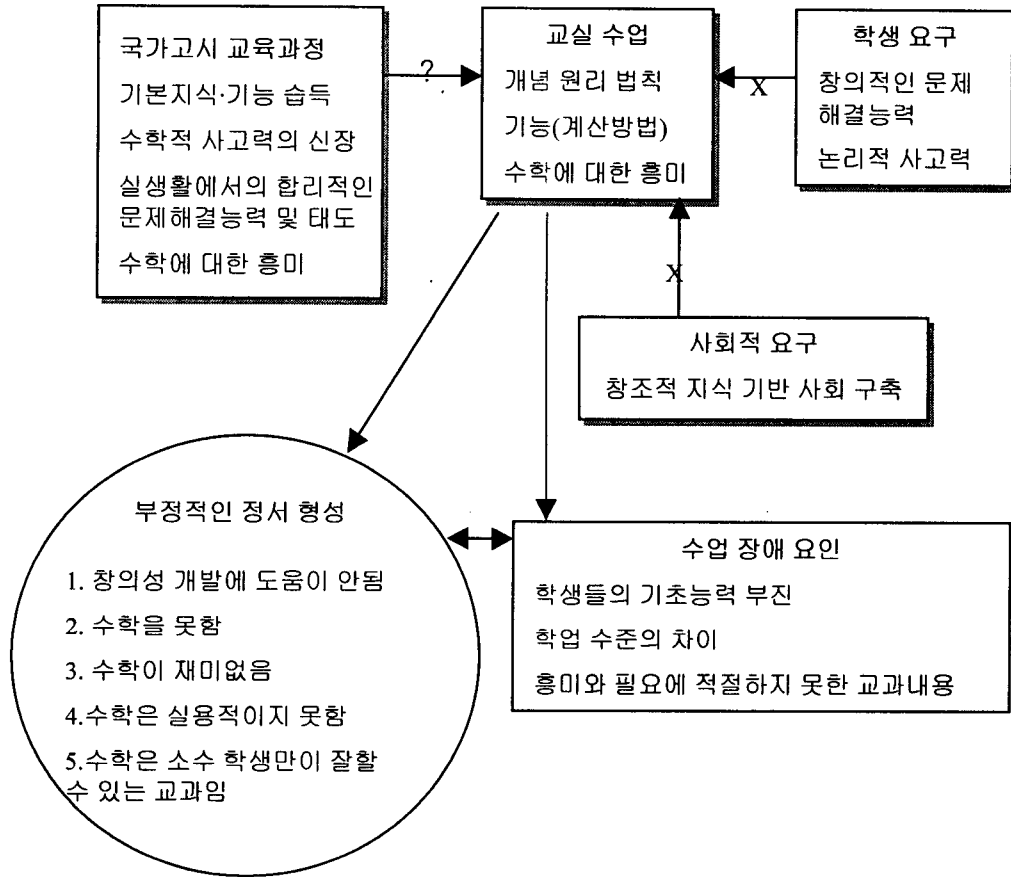 국가고시 교육과정
기본지식·기능 습득
수학적 사고력의 신장
실생활에서의 합리적인
문제해결능력 및 태도
수학에 대한 흥미
?
교실 수업
개념 원리 법칙
기능(계산방법)
수학에 대한 흥미
X
학생 요구
창의적인 문제
해결능력
논리적 사고력
X
사회적 요구
창조적 지식 기반 사회 구축
부정적인 정서 형성
1. 창의성 개발에 도움이 안됨
2. 수학을 못함
3. 수학이 재미없음
4.수학은 실용적이지 못함
5.수학은 소수 학생만이 잘할
수 있는 교과임
수업 장애 요인
학생들의 기초능력 부진
학업 수준의 차이
흥미와 필요에 적절하지 못한 교과내용